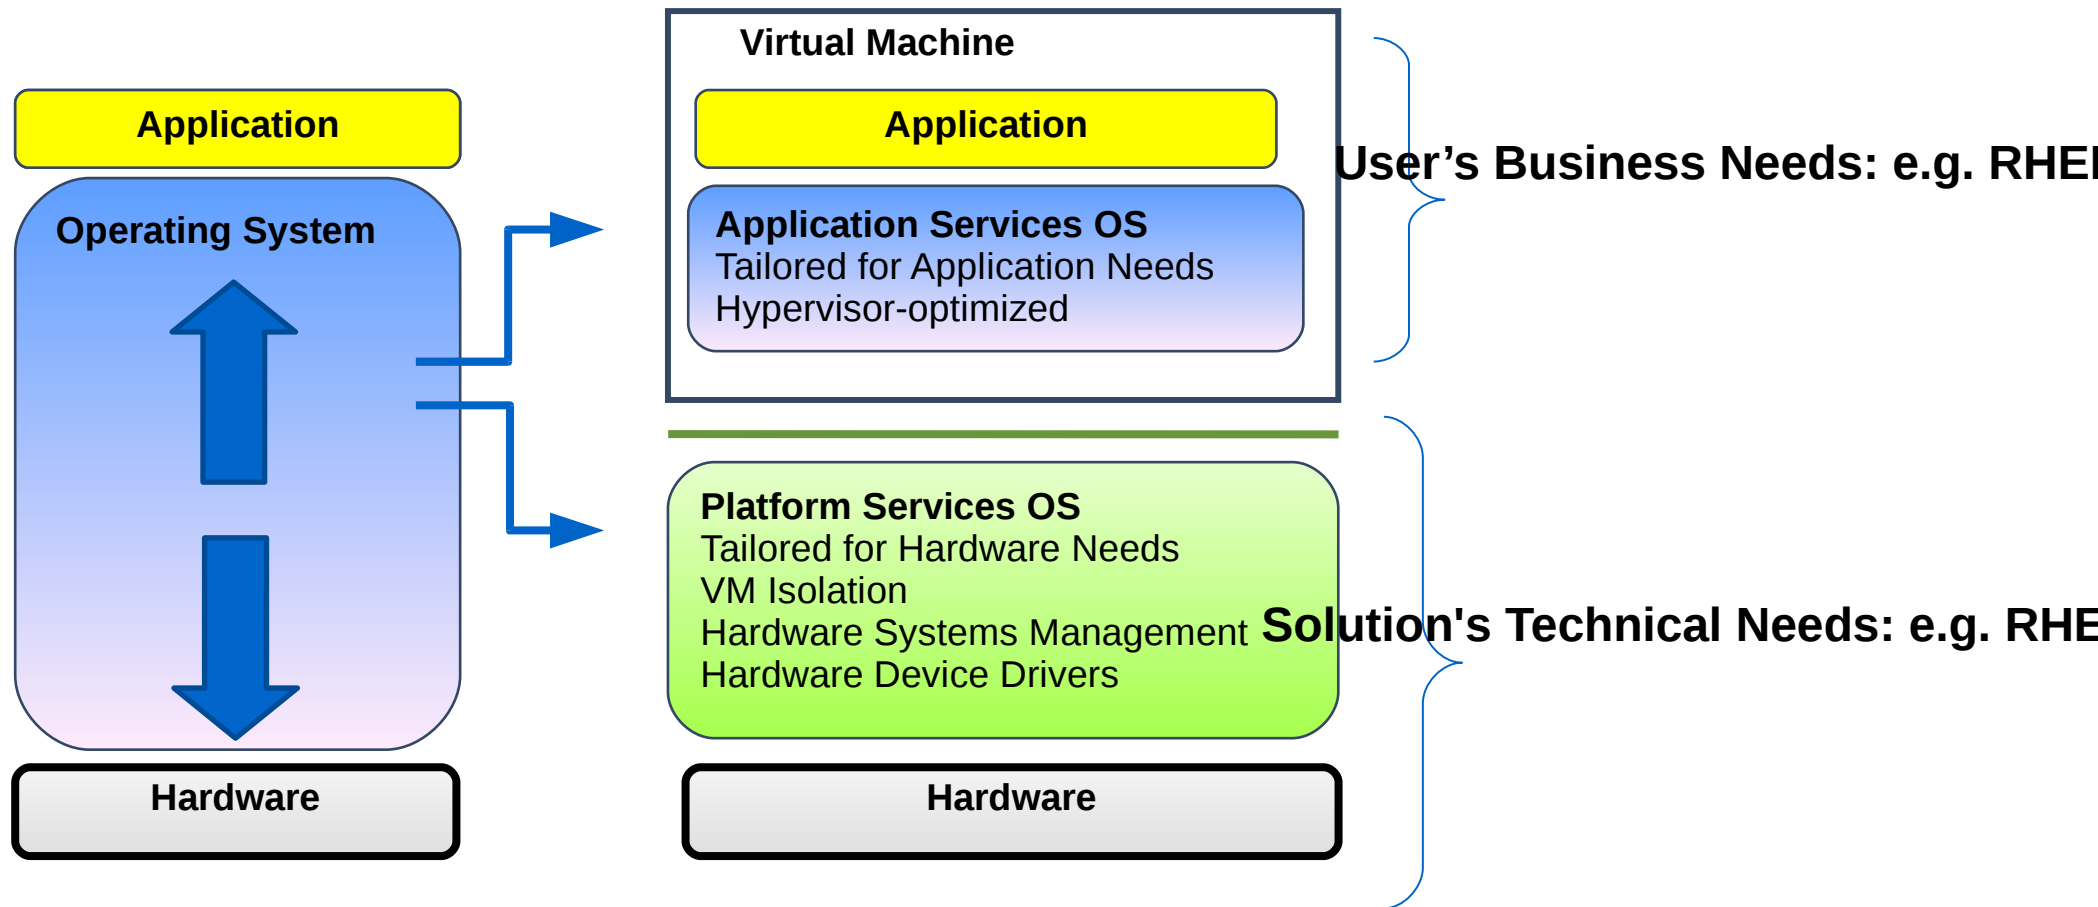 Application
Operating System
Hardware
Virtual Machine
Application
Application Services OS
Tailored for Application Needs
Hypervisor-optimized
User’s Business Needs: e.g.
Platform Services OS
Tailored for Hardware Needs
VM Isolation
Hardware Systems Management
Hardware Device Drivers
Solution's Technical Needs: e.g.
Hardware